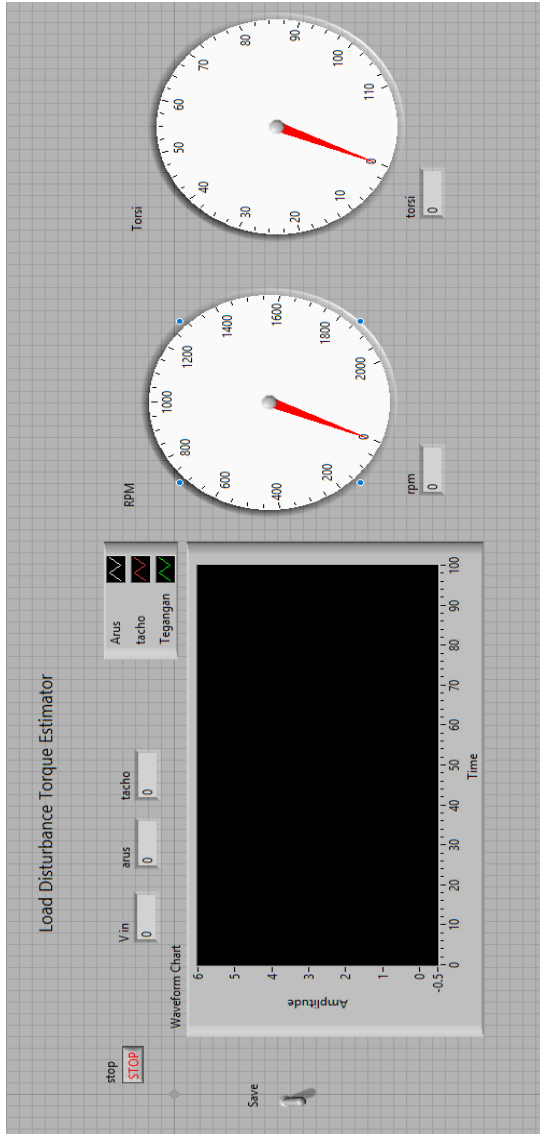 Load Disturbance Torque Estimator
stop
STOP
V in
0
arus
0
tacho
0
Arus
tacho
Tegangan
Save
Waveform Chart
Amplitude
6
5
4
3
2
1
0
-0.5
0 10 20 30 40 50 60 70 80 90 100
Time
RPM
0 200 400 600 800 1000 1200 1400 1600 1800 2000
rpm
0
Torsi
0 10 20 30 40 50 60 70 80 90 100 110
torsi
0